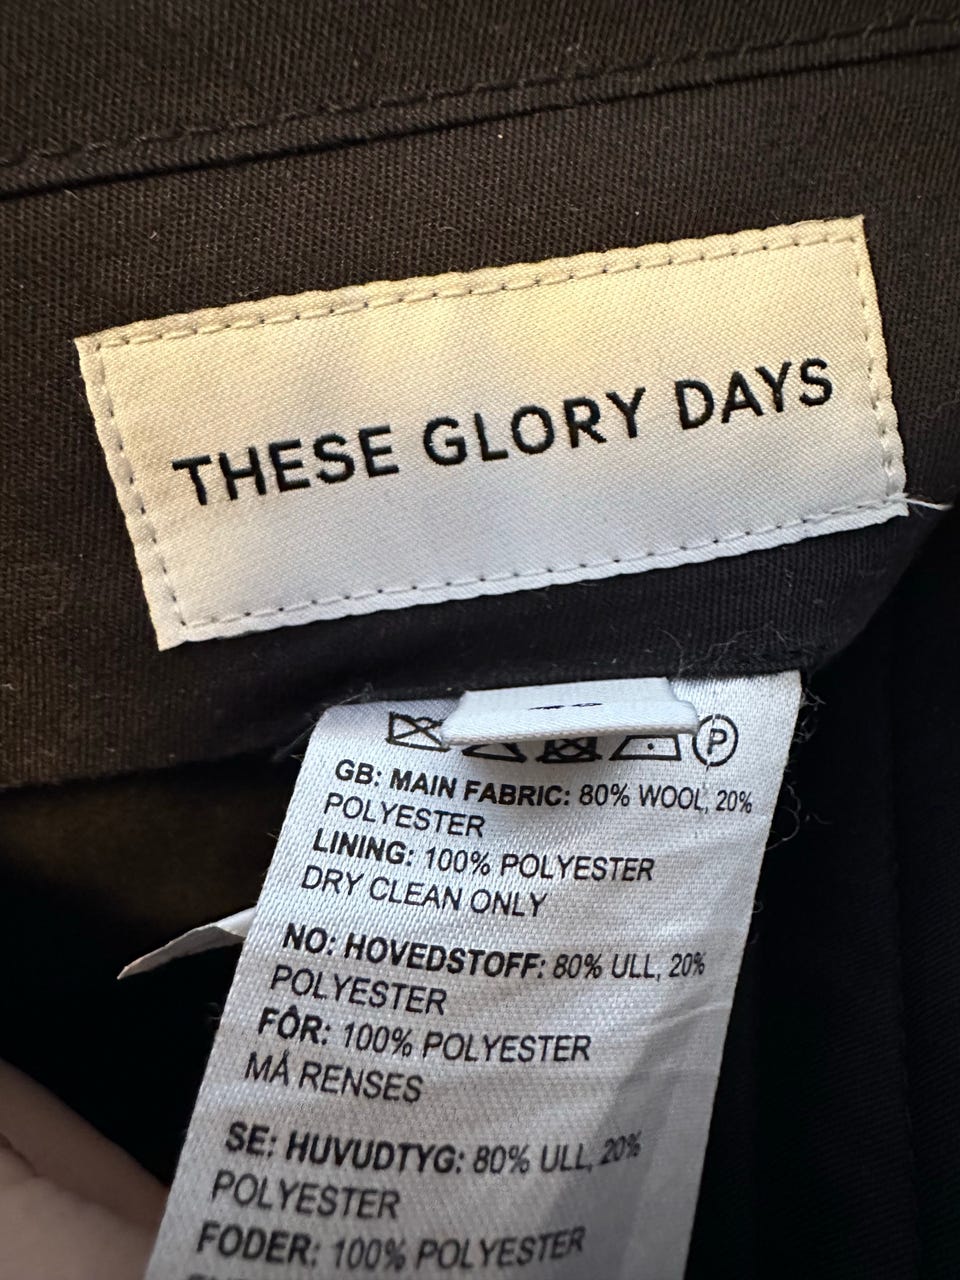 THESE GLORY DAYS
P
GB: MAIN FABRIC: 80% WOOL, 20%
POLYESTER
LINING: 100% POLYESTER
DRY CLEAN ONLY
NO: HOVEDSTOFF: 80% ULL, 20%
POLYESTER
FÔR: 100% POLYESTER
MÅ RENSES
SE: HUVUDTYG: 80% ULL, 20%
POLYESTER
FODER: 100% POLYESTER